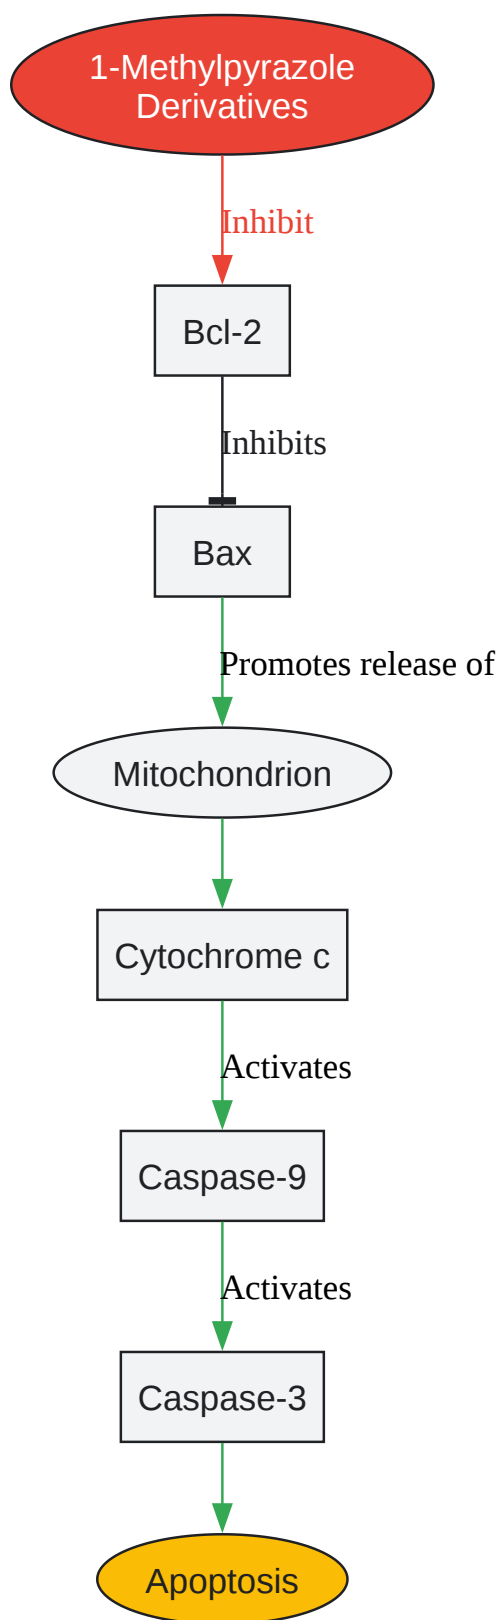 1-Methylpyrazole
Derivatives
Inhibit
Bcl-2
Inhibits
Bax
Promotes release of
Mitochondrion
Cytochrome c
Activates
Caspase-9
Activates
Caspase-3
Apoptosis